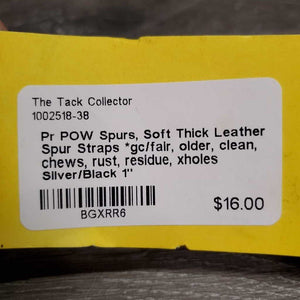 The Tack Collector
1002518-38
Pr POW Spurs, Soft Thick Leather
Spur Straps *gc/fair, older, clean,
chews, rust, residue, xholes
Silver/Black 1"
$16.00
BGXRR6